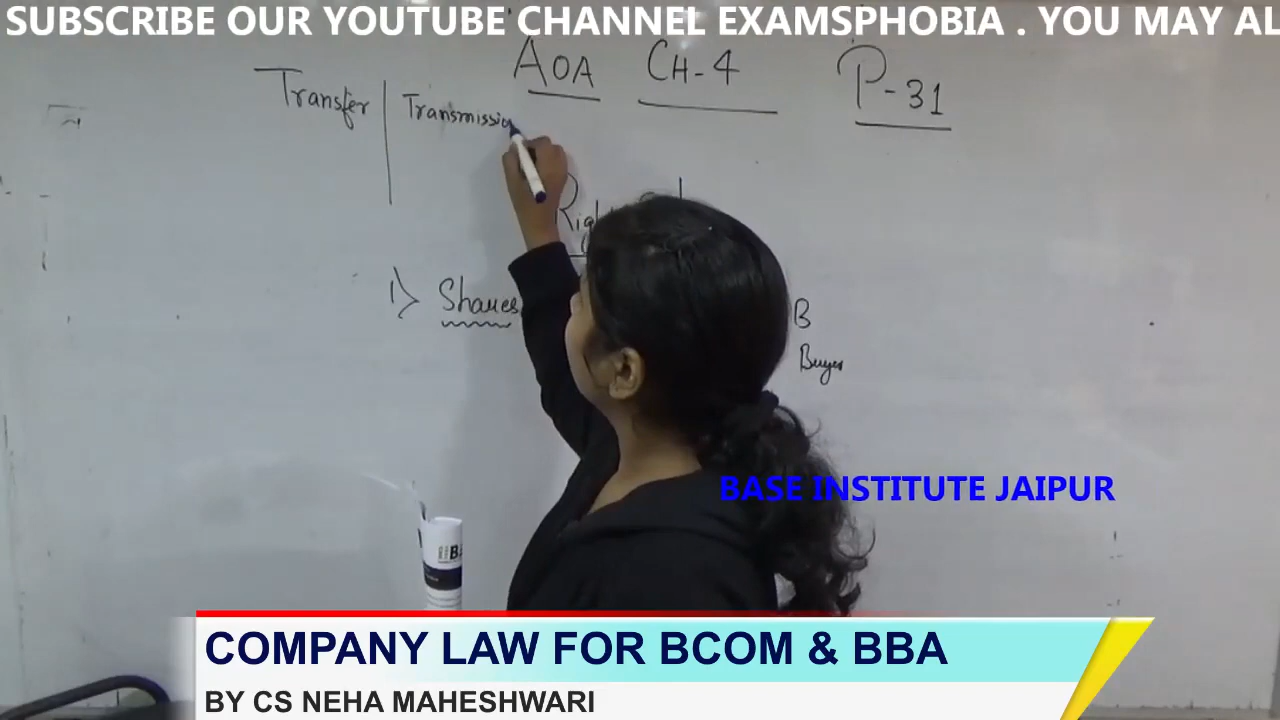 SUBSCRIBE OUR YOUTUBE CHANNEL EXAMSPHOBIA . YOU MAY AL
AOA CH-4 P-31
Transfer Transmissio
1) Shares
B
Buyer
BASE INSTITUTE JAIPUR
COMPANY LAW FOR BCOM & BBA
BY CS NEHA MAHESHWARI